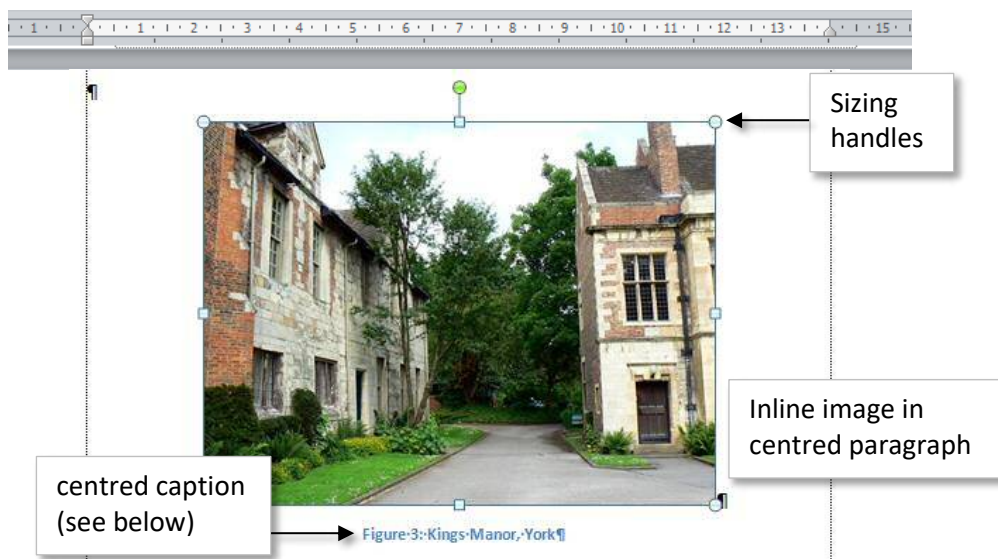 1 1 2 3 4 5 6 7 8 9 10 11 12 13 15
¶
Sizing
handles
Inline image in
centred paragraph
¶
centred caption
(see below)
Figure·3:·Kings·Manor,·York¶